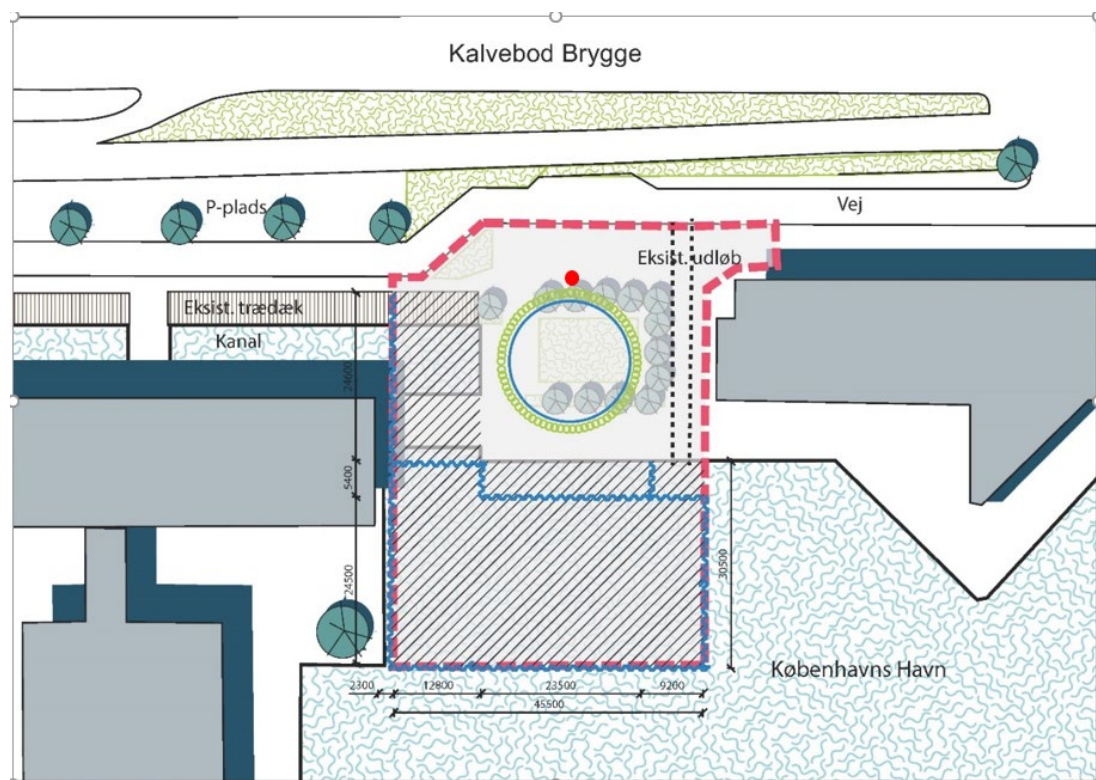 Kalvebod Brygge
P-plads
Vej
Eksist. udløb
Eksist. trædæk
Kanal
24600
5400
24500
30500
Københavns Havn
2300
12800
23500
9200
45500